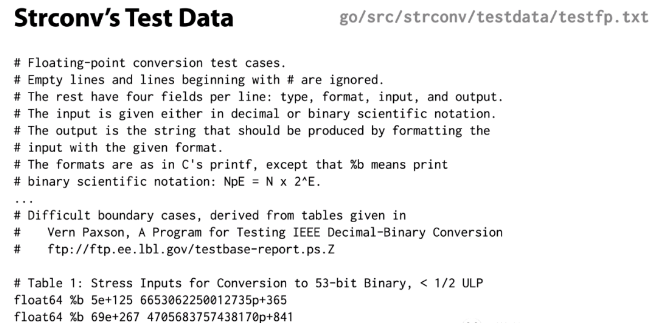 Strconv's Test Data
go/src/strconv/testdata/testfp.txt
# Floating-point conversion test cases.
# Empty lines and lines beginning with # are ignored.
# The rest have four fields per line: type, format, input, and output.
# The input is given either in decimal or binary scientific notation.
# The output is the string that should be produced by formatting the
# input with the given format.
# The formats are as in C's printf, except that %b means print
# binary scientific notation: NpE = N x 2^E.
...
# Difficult boundary cases, derived from tables given in
#    Vern Paxson, A Program for Testing IEEE Decimal-Binary Conversion
#    ftp://ftp.ee.lbl.gov/testbase-report.ps.Z
# Table 1: Stress Inputs for Conversion to 53-bit Binary, < 1/2 ULP
float64 %b 5e+125 6653062250012735p+365
float64 %b 69e+267 4705683757438170p+841